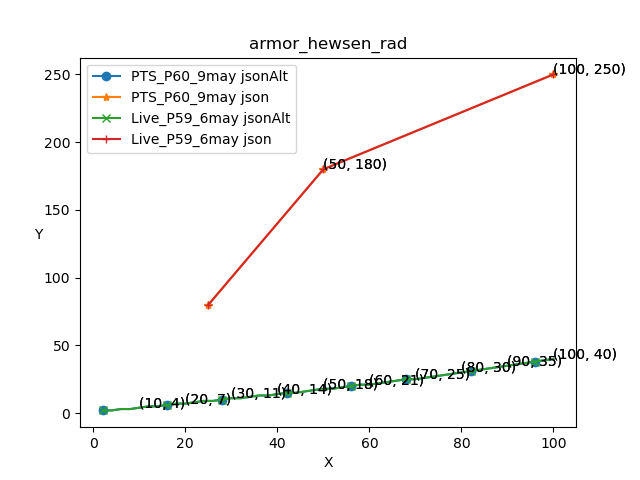 armor_hewsen_rad
PTS_P60_9may jsonAlt
PTS_P60_9may json
Live_P59_6may jsonAlt
Live_P59_6may json
(100, 250)
(50, 180)
(100, 40)
(90, 35)
(80, 30)
(70, 25)
(60, 21)
(50, 18)
(40, 14)
(30, 11)
(20, 7)
(10, 4)
250
200
150
100
50
0
Y
0 20 40 60 80 100
X